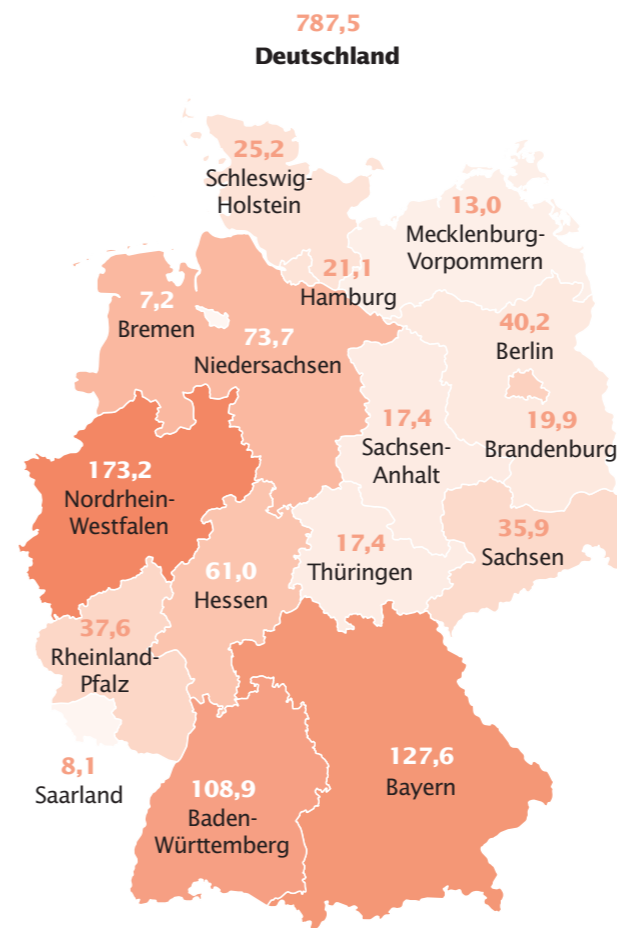 787,5
Deutschland
25,2
Schleswig-
Holstein
13,0
Mecklenburg-
Vorpommern
21,1
Hamburg
7,2
Bremen
73,7
Niedersachsen
40,2
Berlin
17,4
Sachsen-
Anhalt
19,9
Brandenburg
173,2
Nordrhein-
Westfalen
35,9
Sachsen
17,4
Thüringen
61,0
Hessen
37,6
Rheinland-
Pfalz
8,1
Saarland
108,9
Baden-
Württemberg
127,6
Bayern